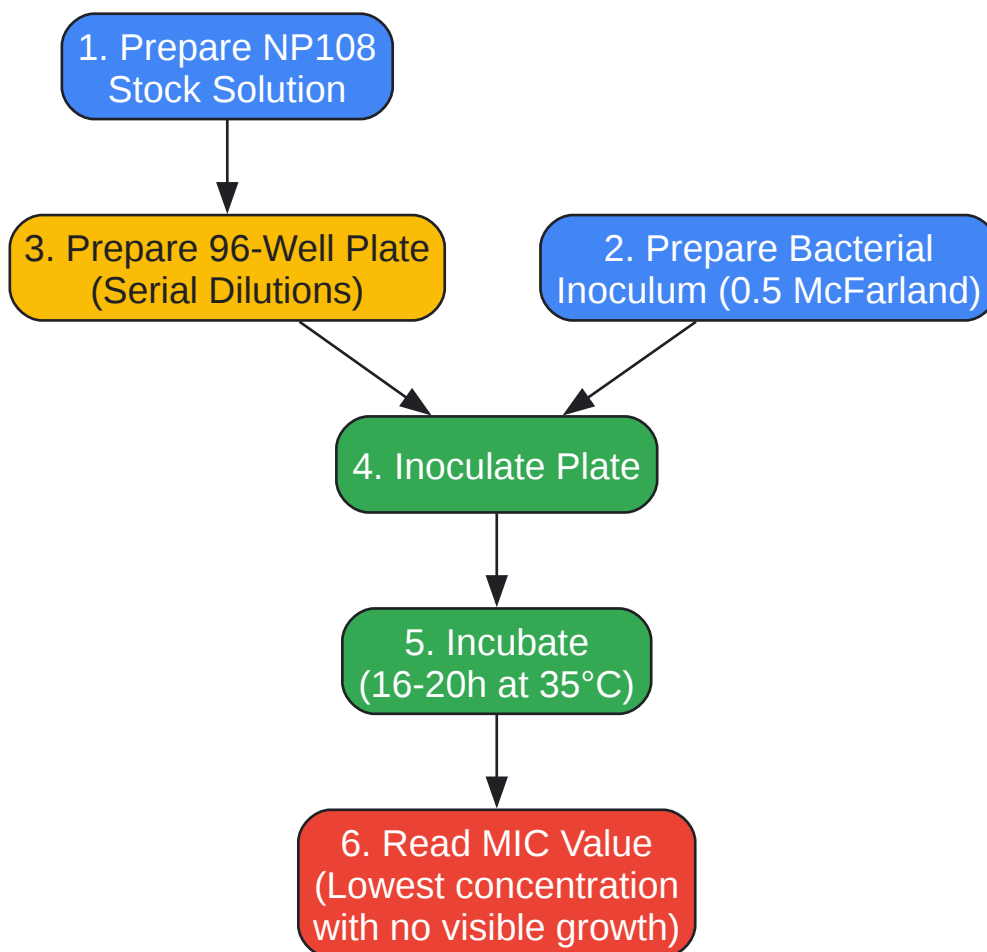 1. Prepare NP108
Stock Solution
3. Prepare 96-Well Plate
(Serial Dilutions)
2. Prepare Bacterial
Inoculum (0.5 McFarland)
4. Inoculate Plate
5. Incubate
(16-20h at 35°C)
6. Read MIC Value
(Lowest concentration
with no visible growth)